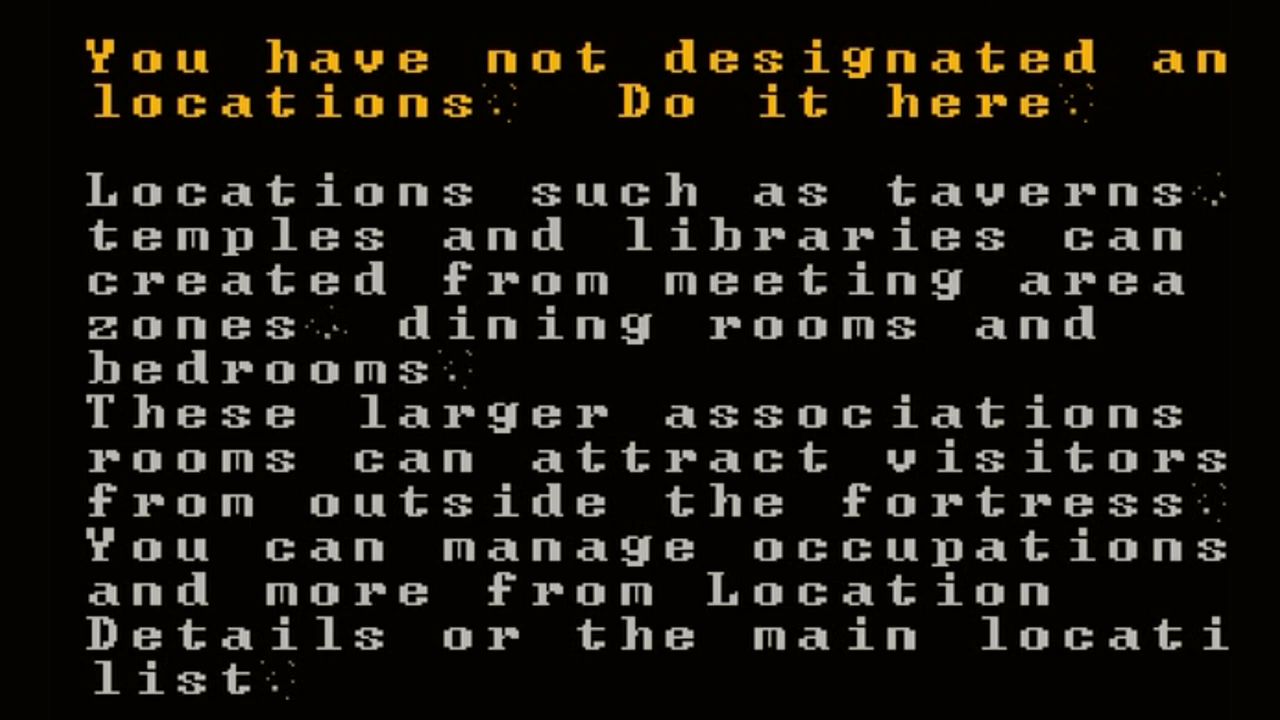 You have not designated an
locations. Do it here.
Locations such as taverns,
temples and libraries can
created from meeting area
zones, dining rooms and
bedrooms.
These larger associations
rooms can attract visitors
from outside the fortress.
You can manage occupations
and more from Location
Details or the main locati
list.